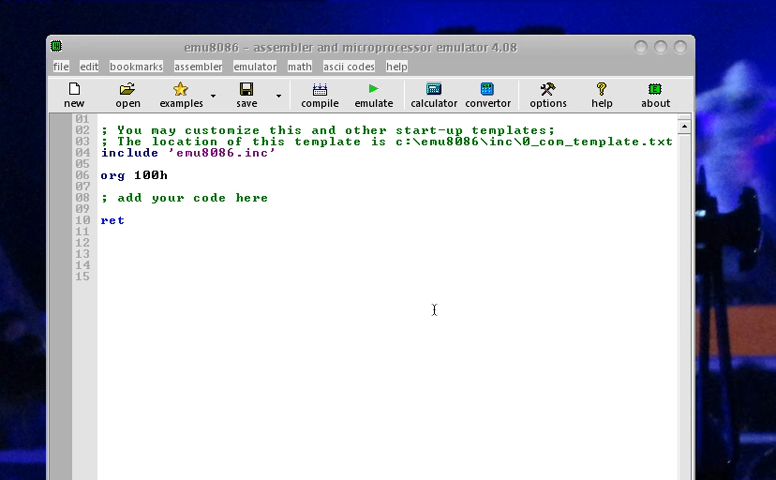 emu8086 - assembler and microprocessor emulator 4.08
file edit bookmarks assembler emulator math ascii codes help
new open examples save compile emulate calculator convertor options help about
01
02 ; You may customize this and other start-up templates;
03 ; The location of this template is c:\emu8086\inc\0_com_template.txt
04 include 'emu8086.inc'
05
06 org 100h
07
08 ; add your code here
09
10 ret
11
12
13
14
15